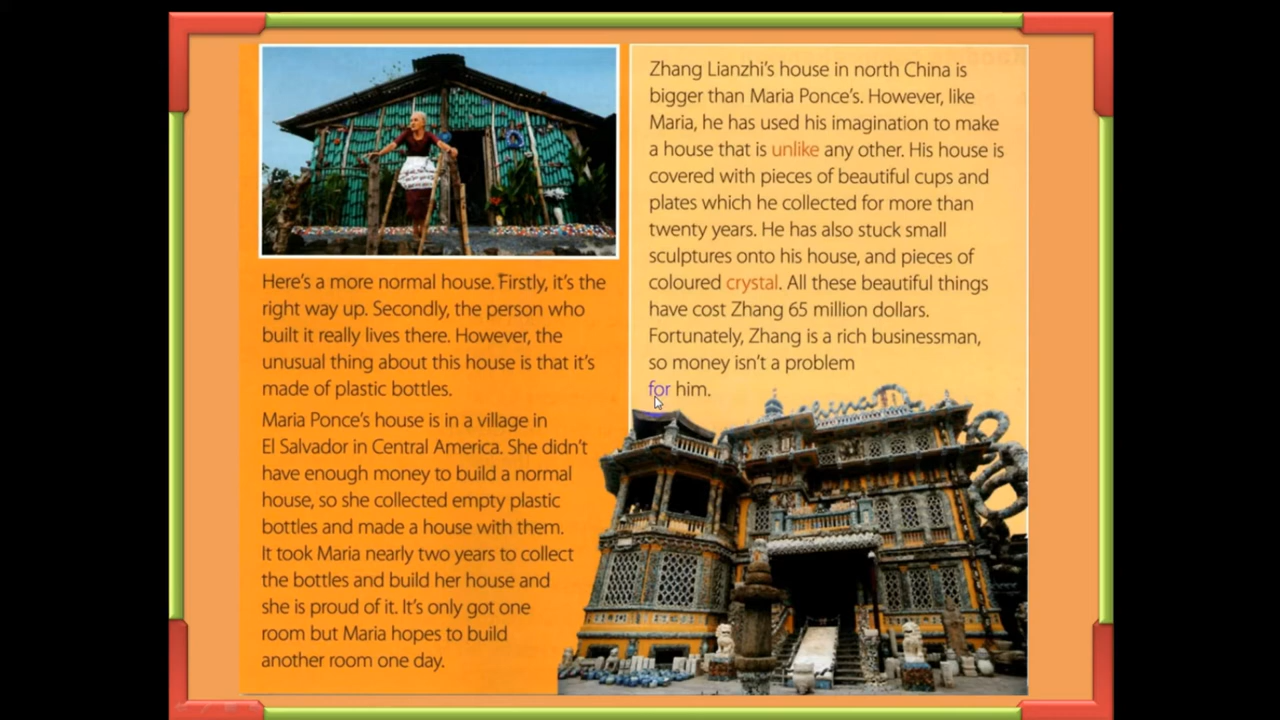 Here's a more normal house. Firstly, it's the
right way up. Secondly, the person who
built it really lives there. However, the
unusual thing about this house is that it's
made of plastic bottles.
Maria Ponce's house is in a village in
El Salvador in Central America. She didn't
have enough money to build a normal
house, so she collected empty plastic
bottles and made a house with them.
It took Maria nearly two years to collect
the bottles and build her house and
she is proud of it. It's only got one
room but Maria hopes to build
another room one day.
Zhang Lianzhi's house in north China is
bigger than Maria Ponce's. However, like
Maria, he has used his imagination to make
a house that is unlike any other. His house is
covered with pieces of beautiful cups and
plates which he collected for more than
twenty years. He has also stuck small
sculptures onto his house, and pieces of
coloured crystal. All these beautiful things
have cost Zhang 65 million dollars.
Fortunately, Zhang is a rich businessman,
so money isn't a problem
for him.